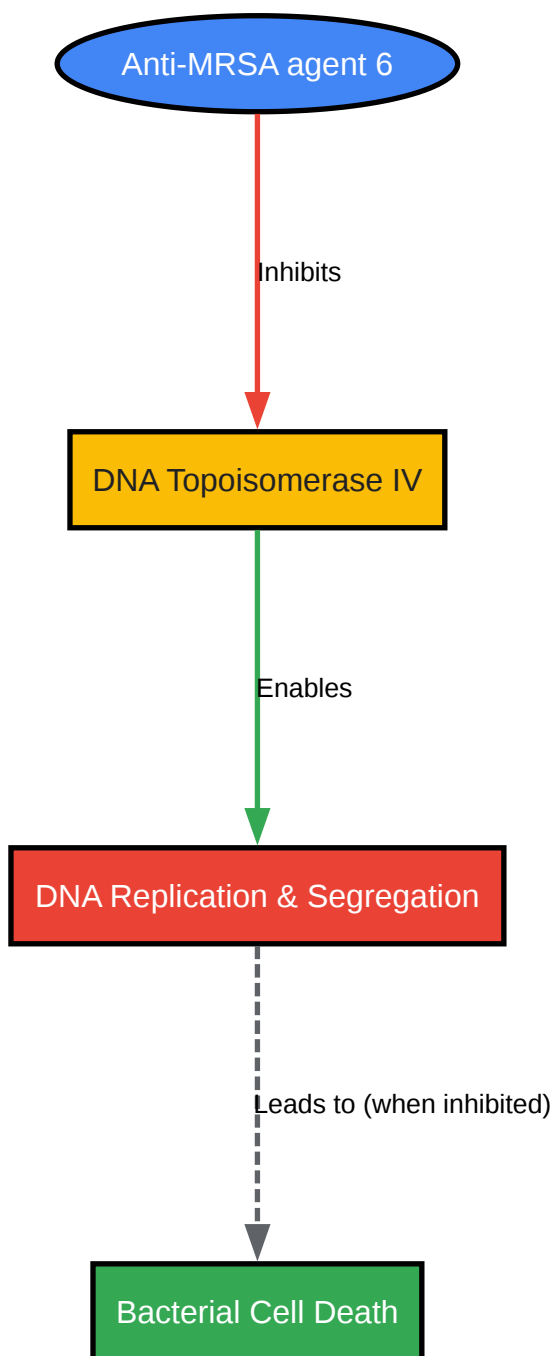 Anti-MRSA agent 6
Inhibits
DNA Topoisomerase IV
Enables
DNA Replication & Segregation
Leads to (when inhibited)
Bacterial Cell Death